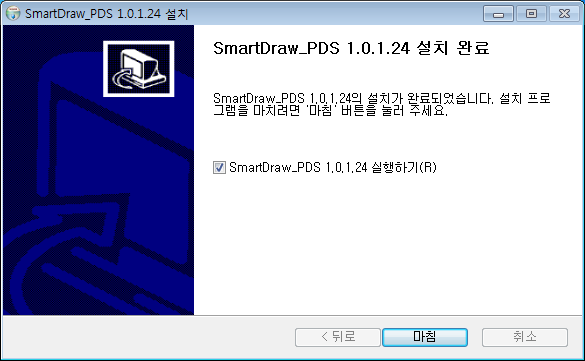 SmartDraw_PDS 1.0.1.24 설치
SmartDraw_PDS 1.0.1.24 설치 완료
SmartDraw_PDS 1.0.1.24의 설치가 완료되었습니다. 설치 프로
그램을 마치려면 '마침' 버튼을 눌러 주세요.
SmartDraw_PDS 1.0.1.24 실행하기(R)
< 뒤로
마침
취소